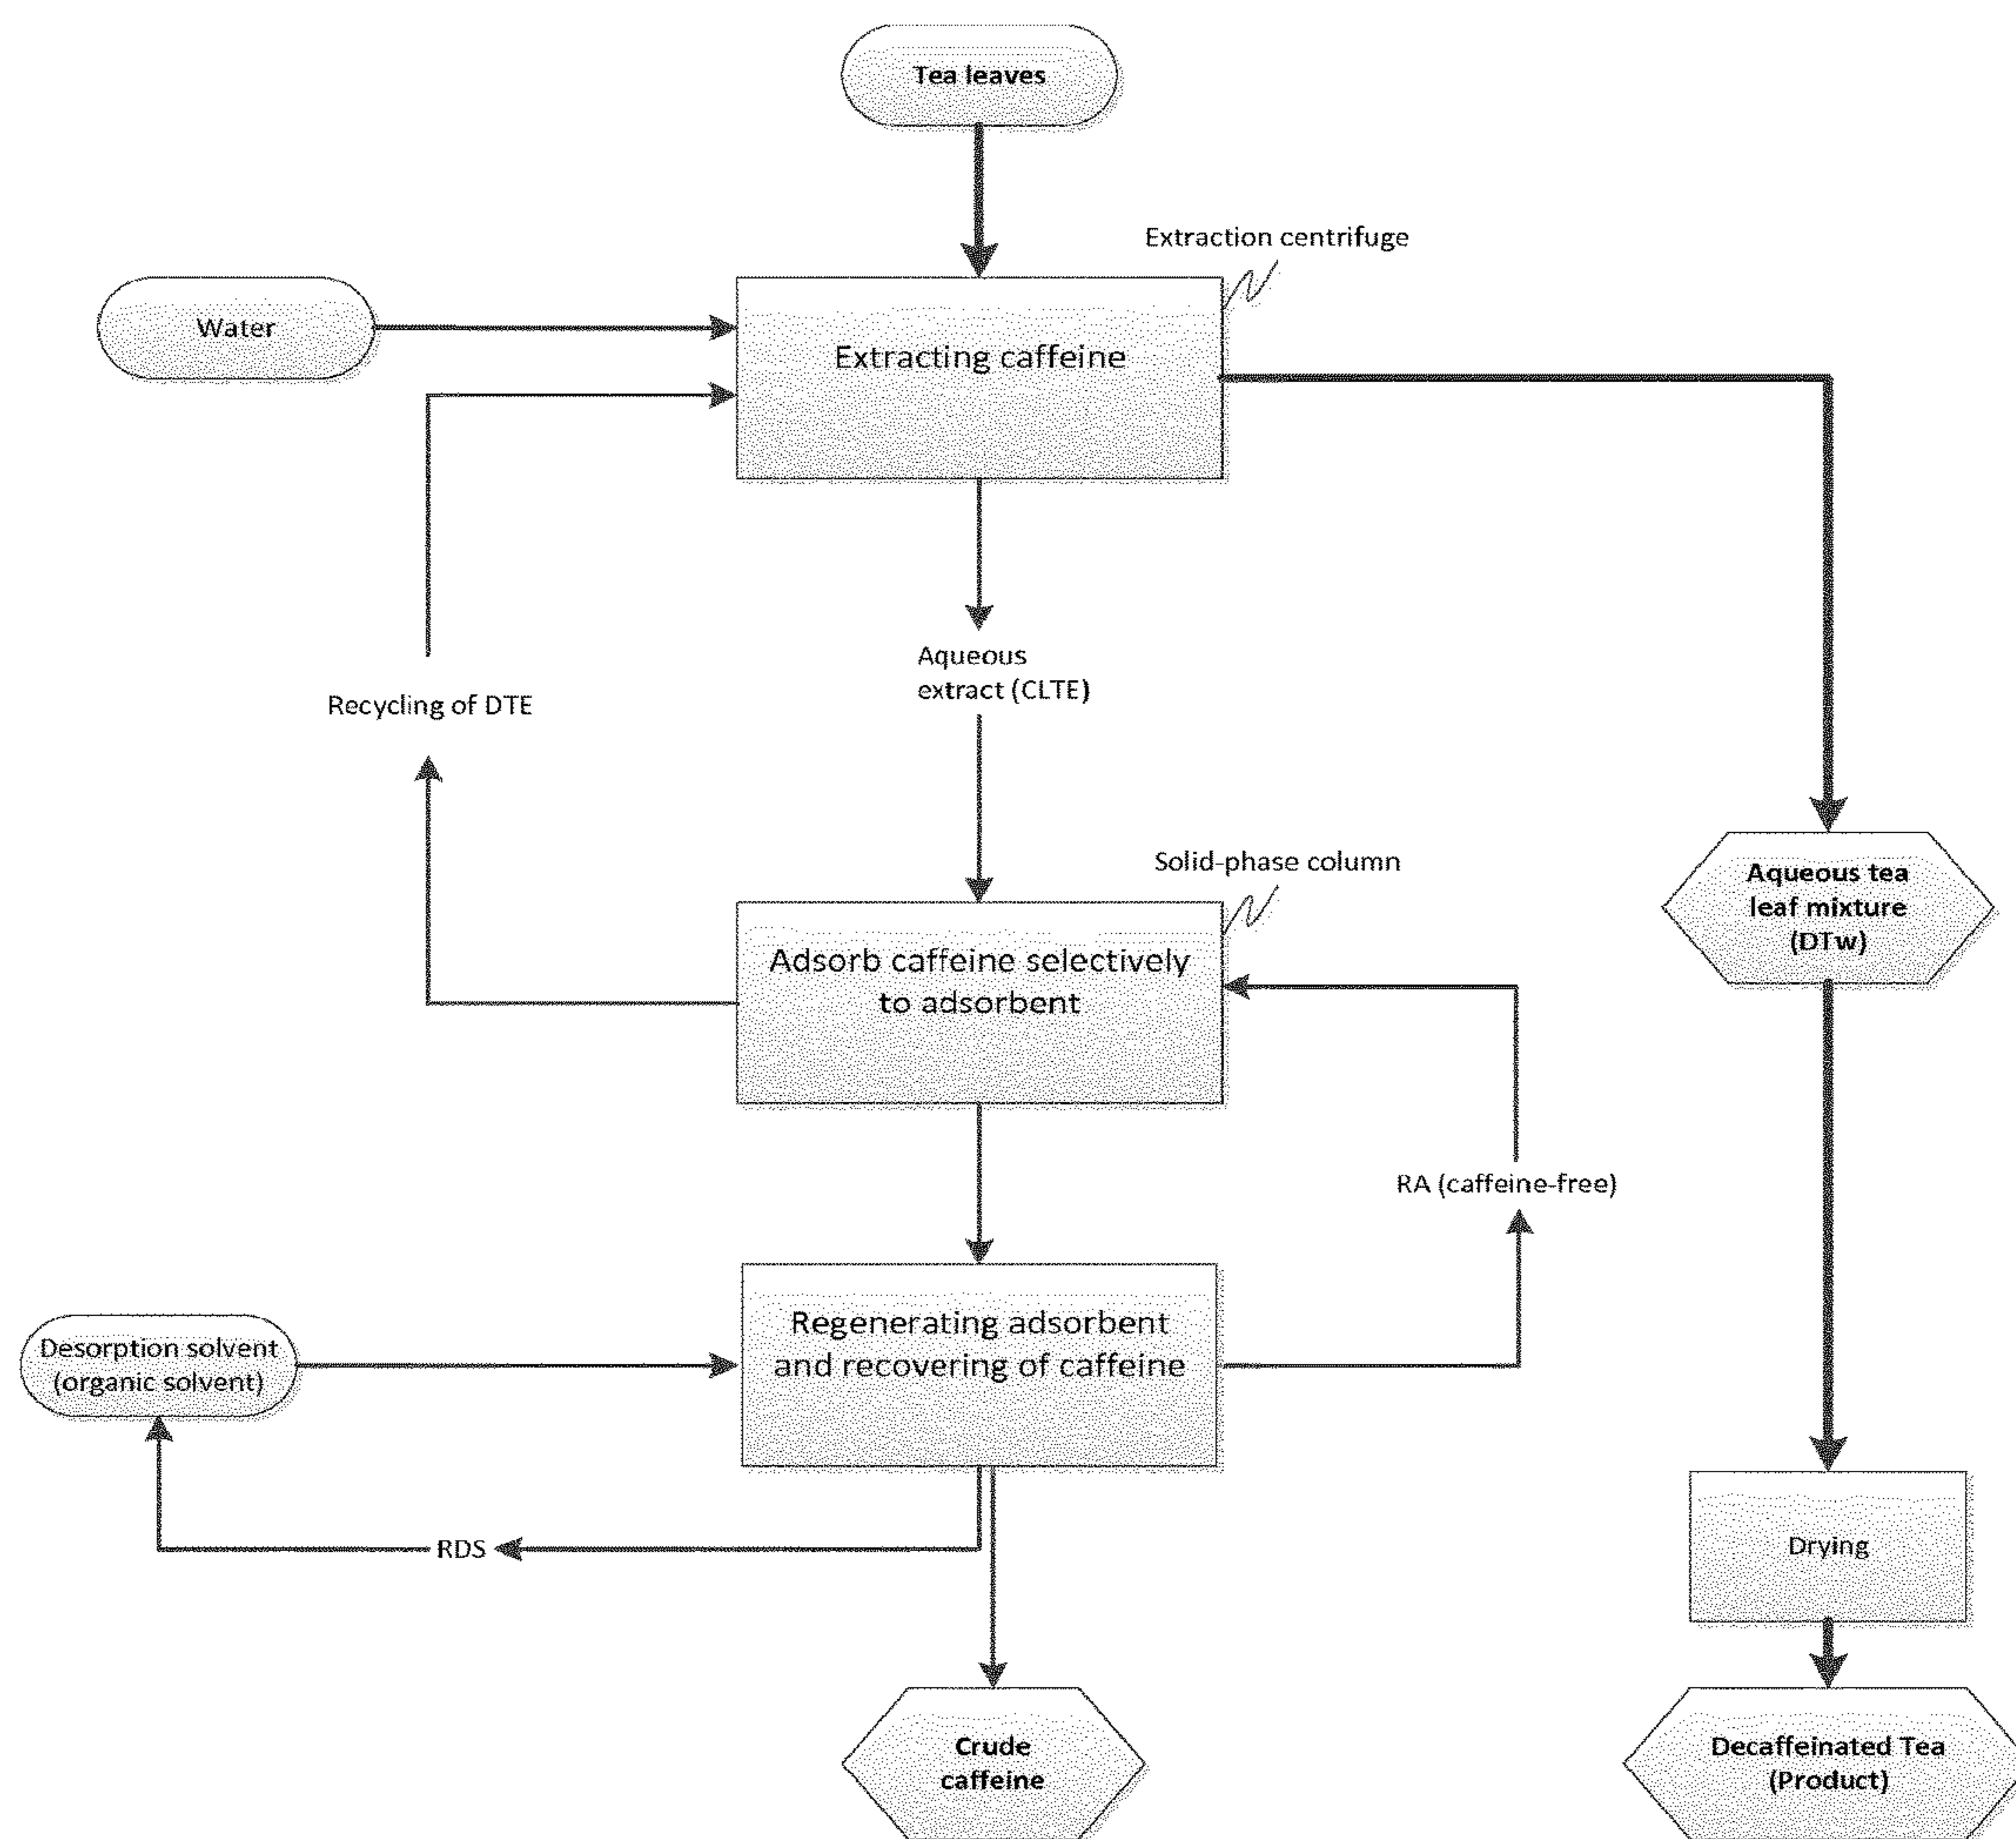 Tea leaves
Extraction centrifuge
Water
Extracting caffeine
Aqueous
extract (CLTE)
Recycling of DTE
Solid-phase column
Aqueous tea
leaf mixture
(DTw)
Adsorb caffeine selectively
to adsorbent
RA (caffeine-free)
Regenerating adsorbent
and recovering of caffeine
Desorption solvent
(organic solvent)
RDS
Drying
Crude
caffeine
Decaffeinated Tea
(Product)